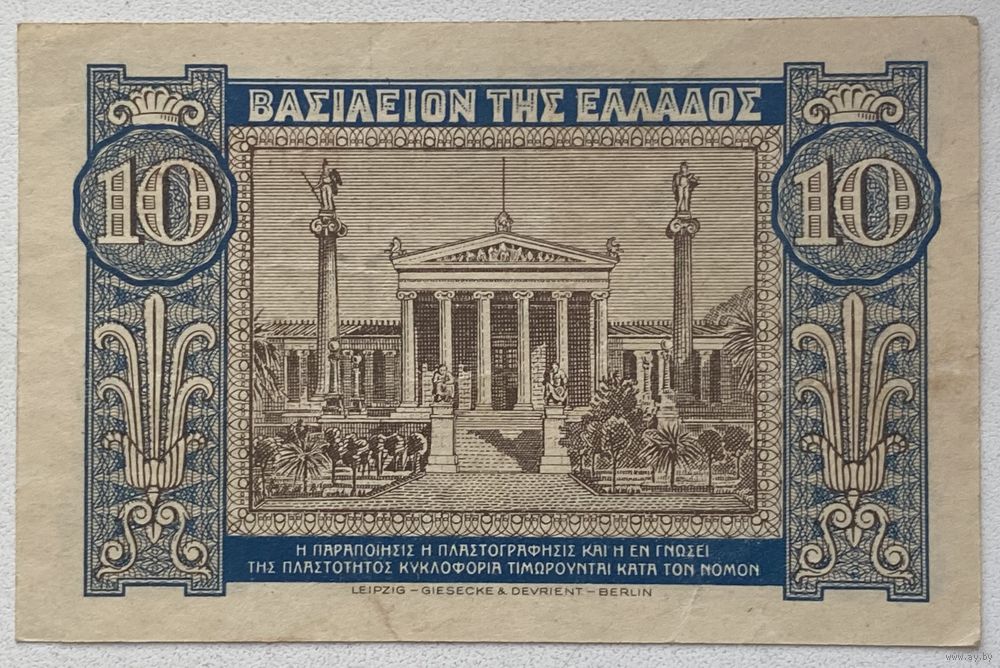 ΒΑΣΙΛΕΙΟΝ ΤΗΣ ΕΛΛΑΔΟΣ
10 10
Η ΠΑΡΑΠΟΙΗΣΙΣ Η ΠΛΑΣΤΟΓΡΑΦΗΣΙΣ ΚΑΙ Η ΕΝ ΓΝΩΣΕΙ
ΤΗΣ ΠΛΑΣΤΟΤΗΤΟΣ ΚΥΚΛΟΦΟΡΙΑ ΤΙΜΩΡΟΥΝΤΑΙ ΚΑΤΑ ΤΟΝ ΝΟΜΟΝ
LEIPZIG – GIESECKE & DEVRIENT – BERLIN
www.ay.by